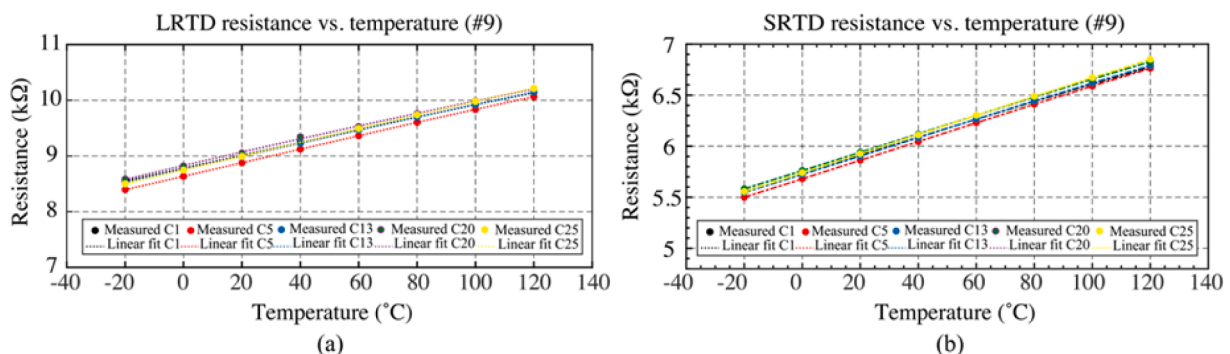 LRTD resistance vs. temperature (#9)
11
10
9
8
7
Resistance (kΩ)
Measured C1 Measured C5 Measured C13 Measured C20 Measured C25
Linear fit C1 Linear fit C5 Linear fit C13 Linear fit C20 Linear fit C25
-40 -20 0 20 40 60 80 100 120 140
Temperature (˚C)
(a)
SRTD resistance vs. temperature (#9)
7
6.5
6
5.5
5
Resistance (kΩ)
Measured C1 Measured C5 Measured C13 Measured C20 Measured C25
Linear fit C1 Linear fit C5 Linear fit C13 Linear fit C20 Linear fit C25
-40 -20 0 20 40 60 80 100 120 140
Temperature (˚C)
(b)